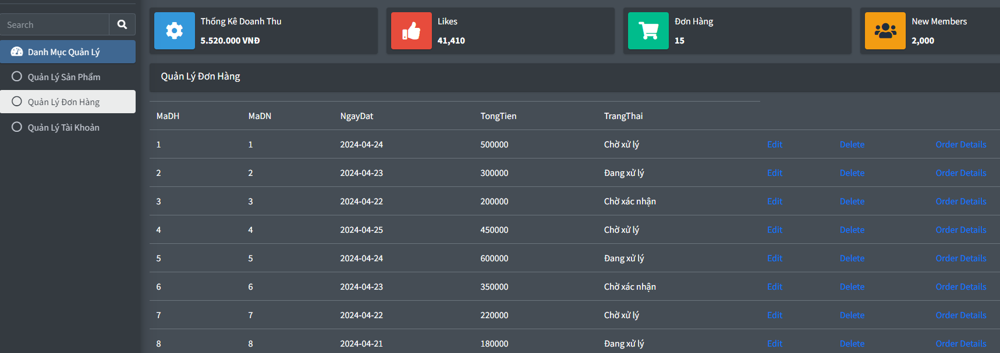 Search
Danh Mục Quản Lý
Quản Lý Sản Phẩm
Quản Lý Đơn Hàng
Quản Lý Tài Khoản
Thống Kê Doanh Thu
5.520.000 VNĐ
Likes
41,410
Đơn Hàng
15
New Members
2,000
Quản Lý Đơn Hàng
MaDH MaDN NgayDat TongTien TrangThai
1 1 2024-04-24 500000 Chờ xử lý Edit Delete Order Details
2 2 2024-04-23 300000 Đang xử lý Edit Delete Order Details
3 3 2024-04-22 200000 Chờ xác nhận Edit Delete Order Details
4 4 2024-04-25 450000 Chờ xử lý Edit Delete Order Details
5 5 2024-04-24 600000 Đang xử lý Edit Delete Order Details
6 6 2024-04-23 350000 Chờ xác nhận Edit Delete Order Details
7 7 2024-04-22 220000 Chờ xử lý Edit Delete Order Details
8 8 2024-04-21 180000 Đang xử lý Edit Delete Order Details